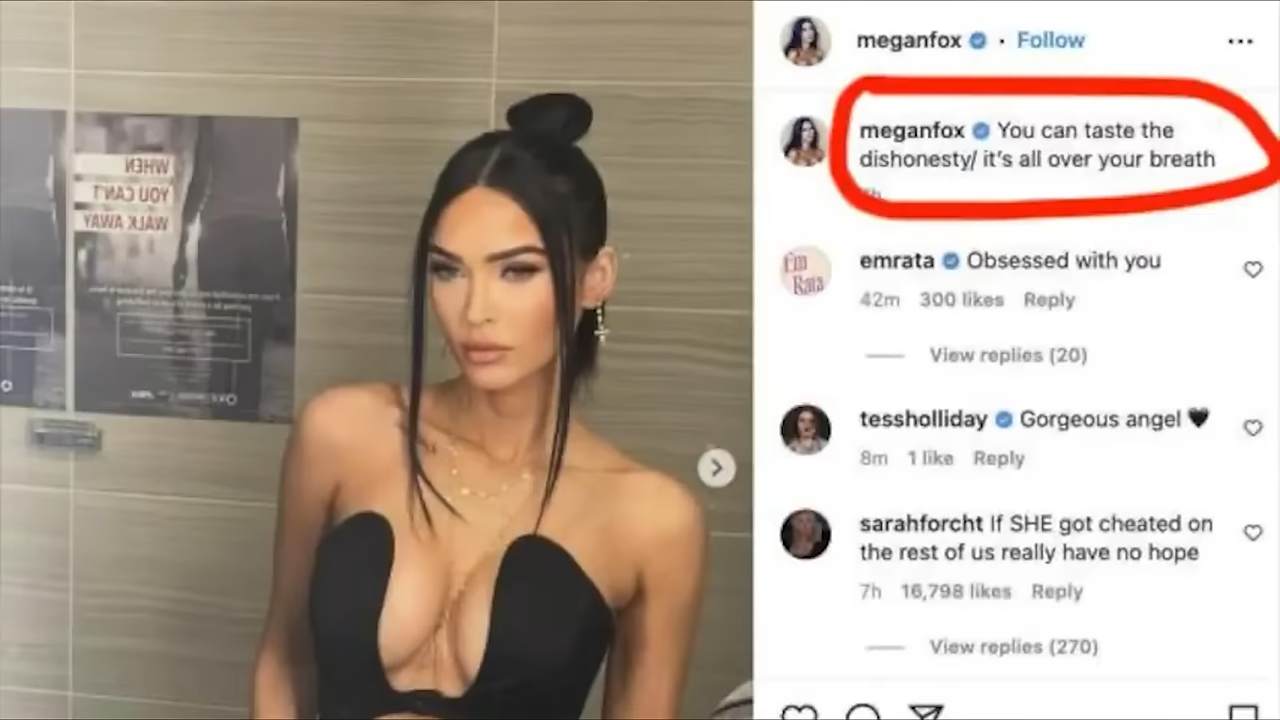 meganfox · Follow
meganfox You can taste the
dishonesty/ it’s all over your breath
emrata Obsessed with you
42m 300 likes Reply
View replies (20)
tessholliday Gorgeous angel 🖤
8m 1 like Reply
sarahforcht If SHE got cheated on
the rest of us really have no hope
7h 16,798 likes Reply
View replies (270)
WHEN
YOU CAN'T
WALK AWAY
Em
Rata